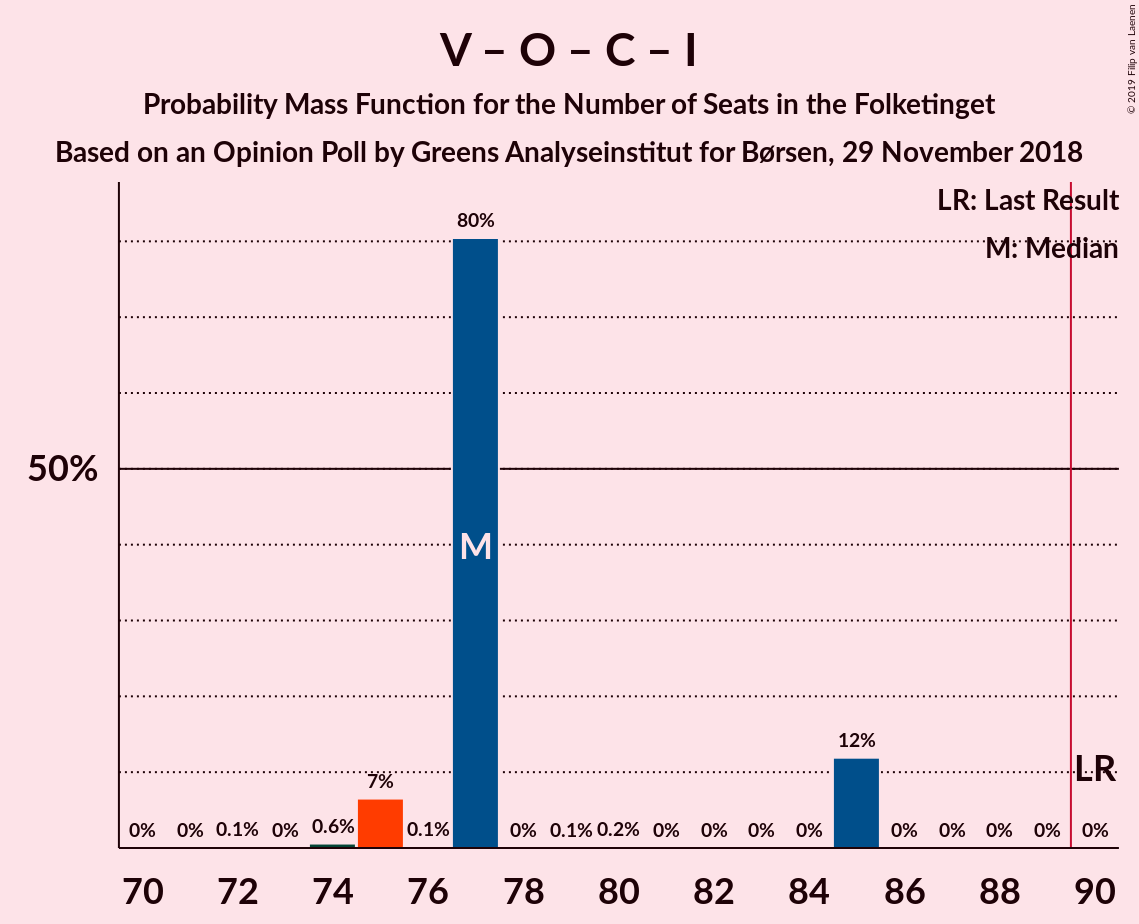 V – O – C – I
Probability Mass Function for the Number of Seats in the Folketinget
Based on an Opinion Poll by Greens Analyseinstitut for Børsen, 29 November 2018
© 2019 Filip van Laenen
LR: Last Result
M: Median
80%
50%
M
12%
LR
7%
0% 0% 0.1% 0% 0.6% 0.1% 0% 0.1% 0.2% 0% 0% 0% 0% 0% 0% 0% 0% 0%
70 72 74 76 78 80 82 84 86 88 90